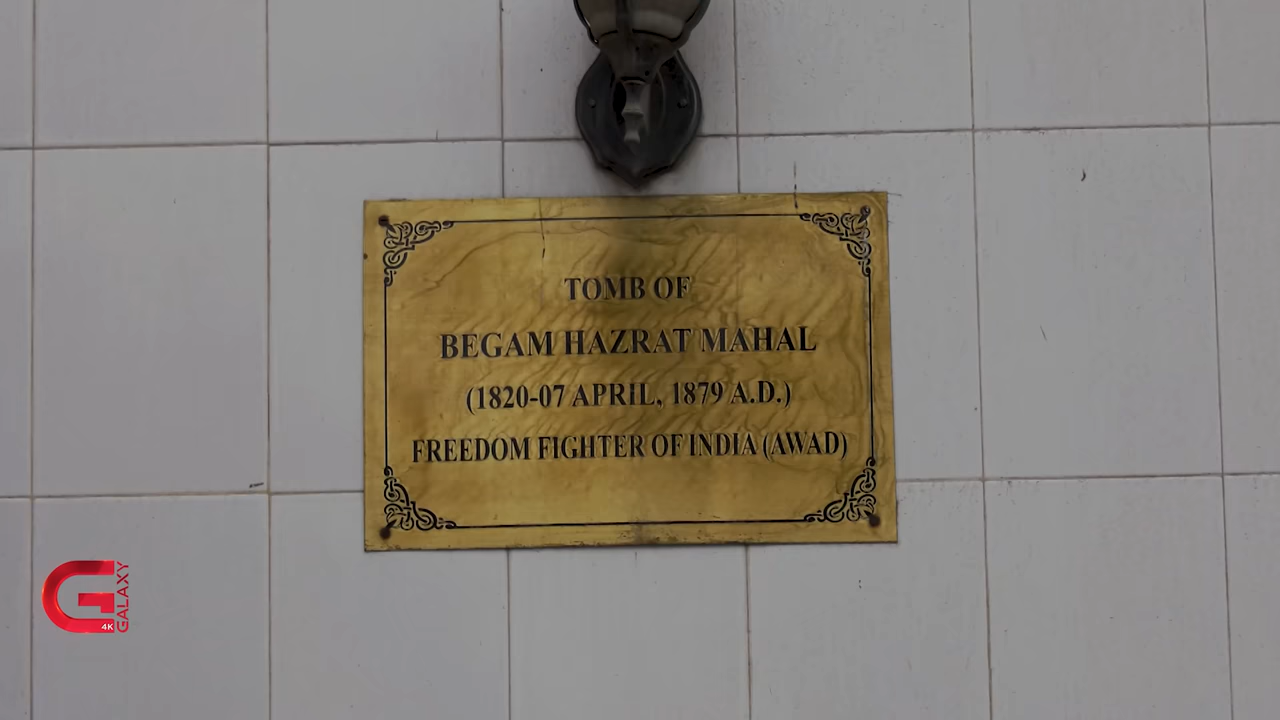 TOMB OF
BEGAM HAZRAT MAHAL
(1820-07 APRIL, 1879 A.D.)
FREEDOM FIGHTER OF INDIA (AWAD)
G 4K GALAXY